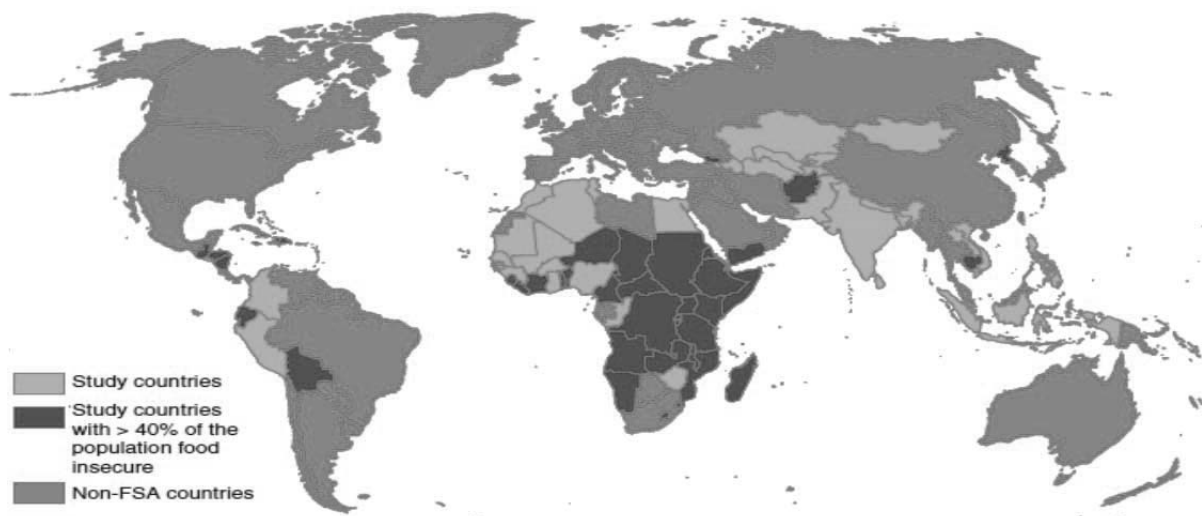 Study countries
Study countries
with > 40% of the
population food
insecure
Non-FSA countries